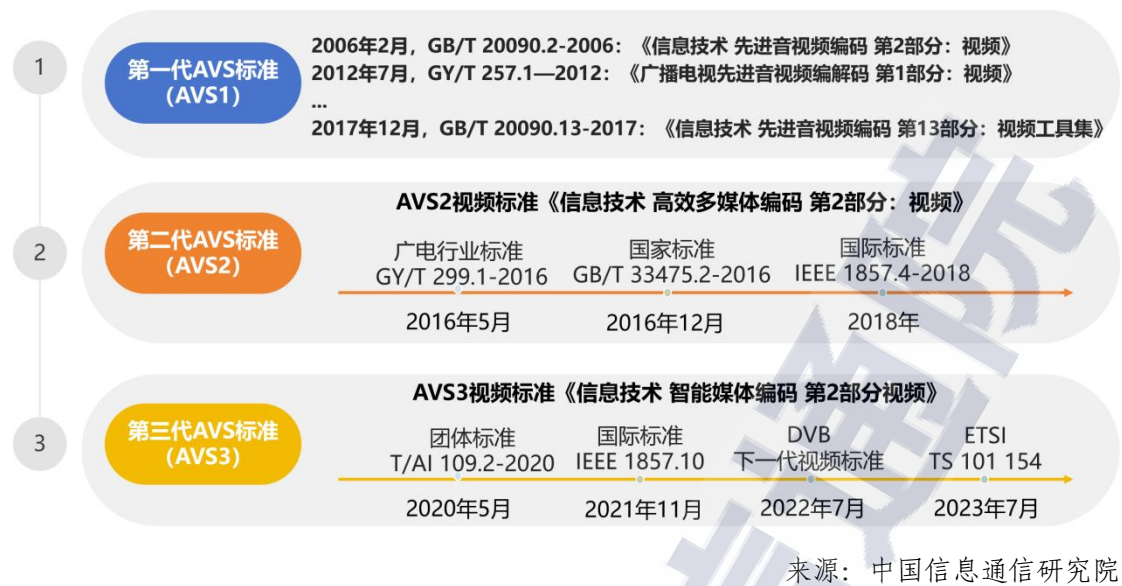 1
第一代AVS标准
(AVS1)
2006年2月，GB/T 20090.2-2006：《信息技术 先进音视频编码 第2部分：视频》
2012年7月，GY/T 257.1—2012：《广播电视先进音视频编解码 第1部分：视频》
...
2017年12月，GB/T 20090.13-2017：《信息技术 先进音视频编码 第13部分：视频工具集》
2
第二代AVS标准
(AVS2)
AVS2视频标准《信息技术 高效多媒体编码 第2部分：视频》
广电行业标准 国家标准 国际标准
GY/T 299.1-2016 GB/T 33475.2-2016 IEEE 1857.4-2018
2016年5月 2016年12月 2018年
3
第三代AVS标准
(AVS3)
AVS3视频标准《信息技术 智能媒体编码 第2部分视频》
团体标准 国际标准 DVB ETSI
T/AI 109.2-2020 IEEE 1857.10 下一代视频标准 TS 101 154
2020年5月 2021年11月 2022年7月 2023年7月
来源：中国信息通信研究院